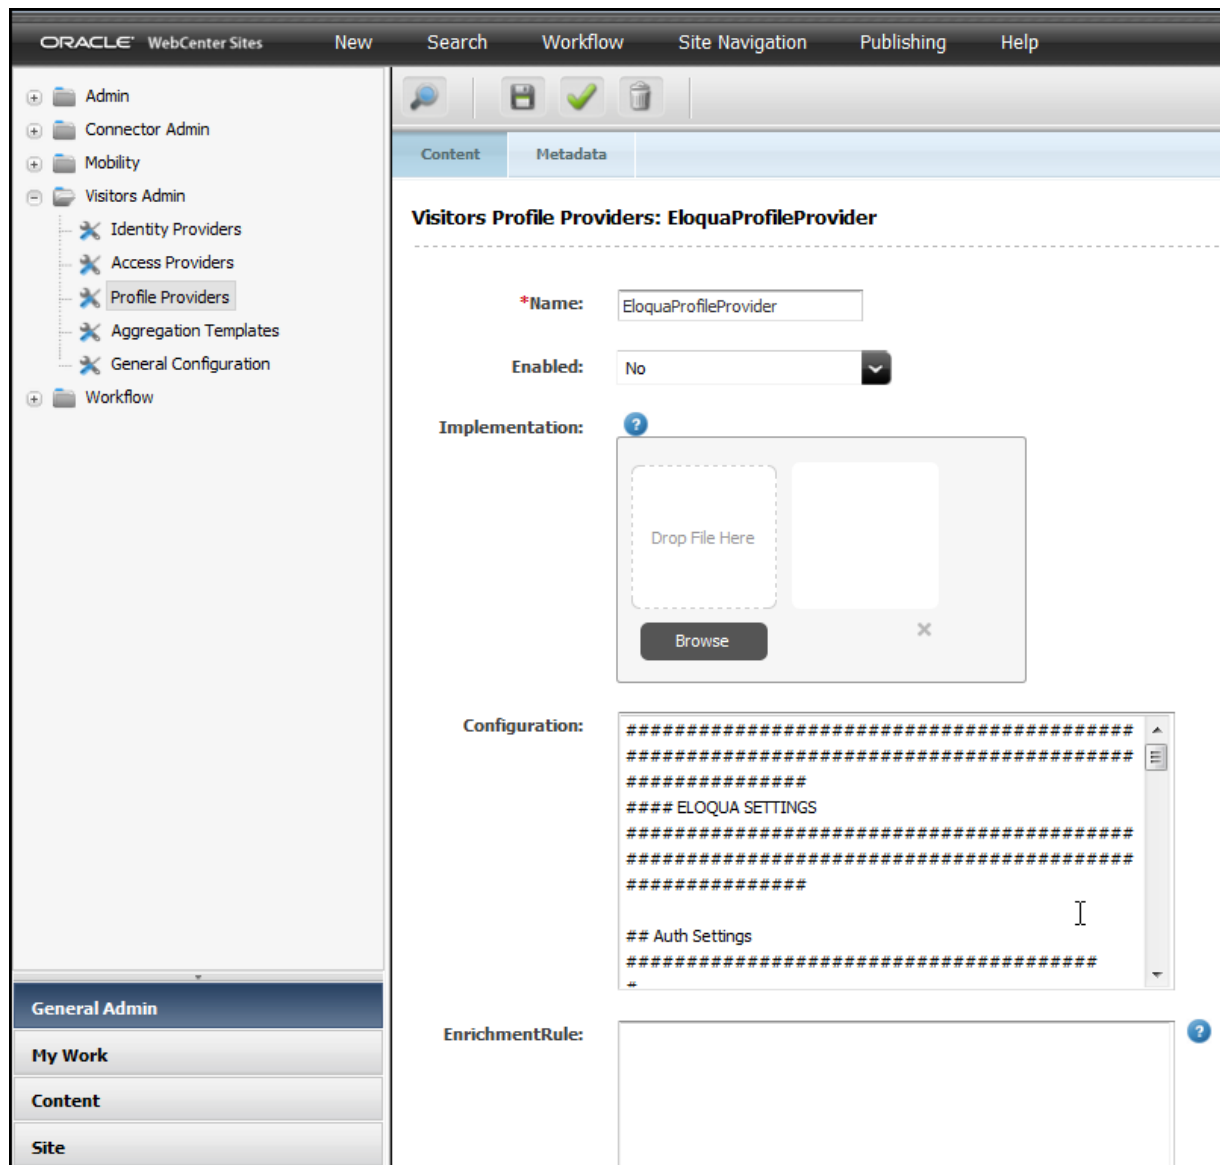 ORACLE WebCenter Sites New Search Workflow Site Navigation Publishing Help
Admin
Connector Admin
Mobility
Visitors Admin
Identity Providers
Access Providers
Profile Providers
Aggregation Templates
General Configuration
Workflow
General Admin
My Work
Content
Site
Content Metadata
Visitors Profile Providers: EloquaProfileProvider
*Name: EloquaProfileProvider
Enabled: No
Implementation: ?
Drop File Here
Browse
Configuration:
##########################################
##########################################
###############
#### ELOQUA SETTINGS
##########################################
##########################################
###############
## Auth Settings
#######################################
#
EnrichmentRule: ?